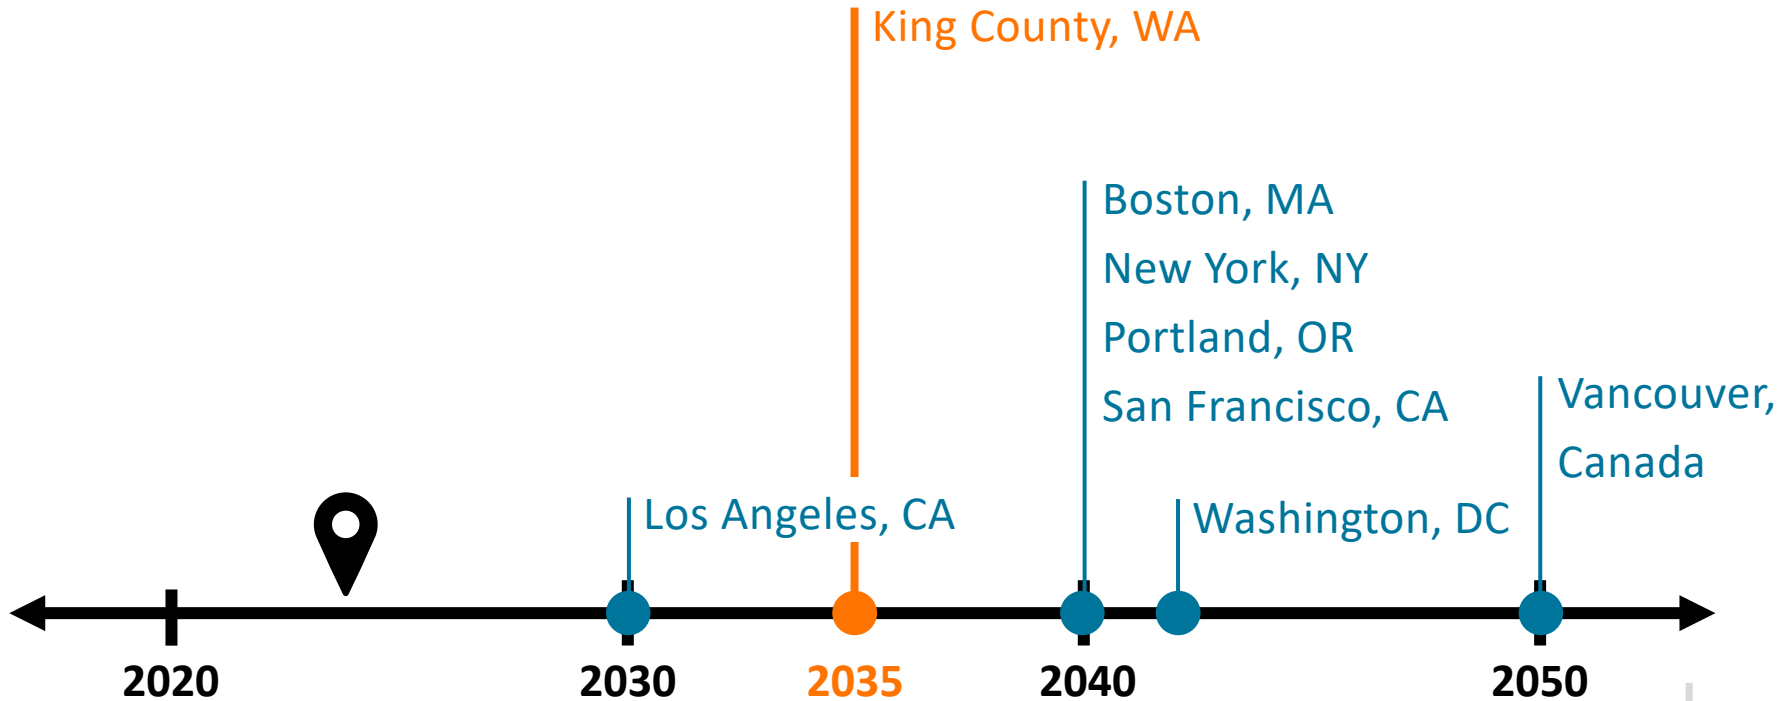 King County, WA
Boston, MA
New York, NY
Portland, OR
San Francisco, CA
Vancouver,
Canada
Los Angeles, CA
Washington, DC
2020
2030
2035
2040
2050